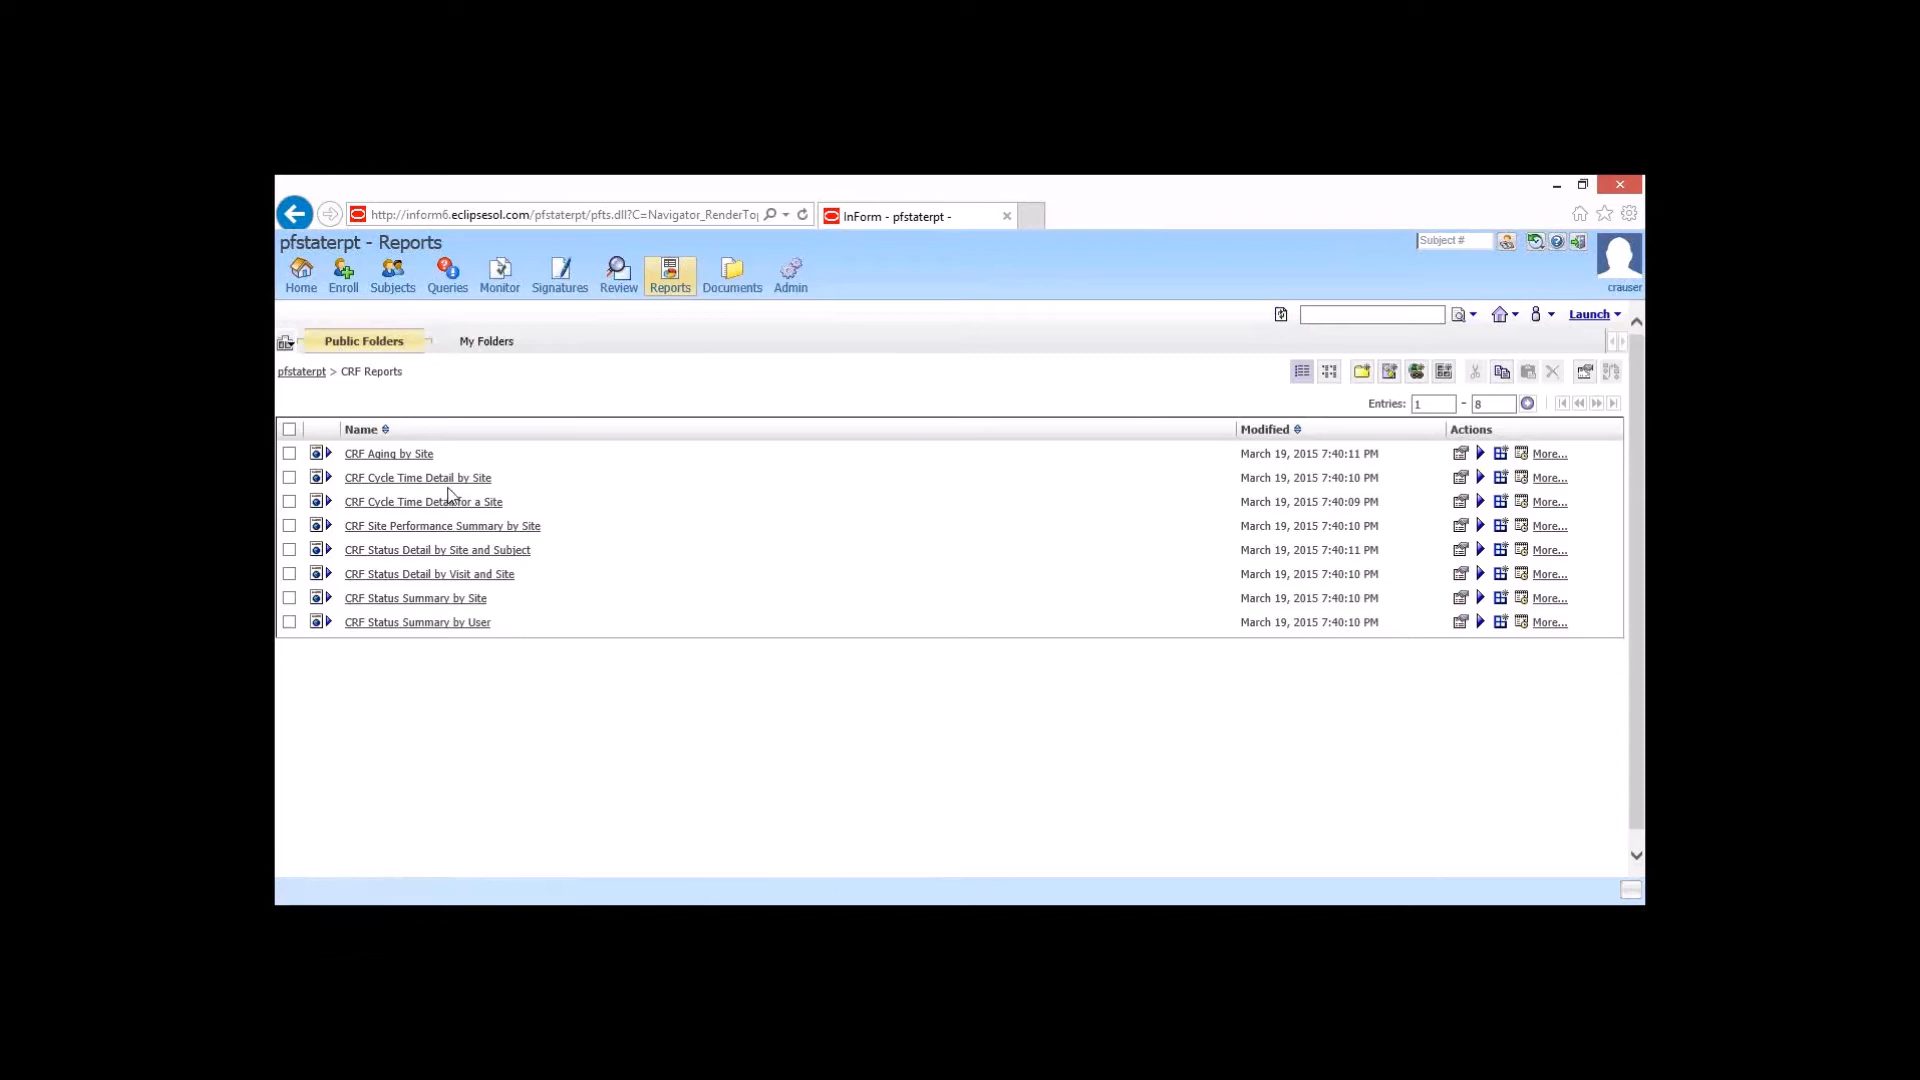 http://inform6.eclipsesol.com/pfstaterpt/pfts.dll?C=Navigator_RenderTo
InForm - pfstaterpt -
pfstaterpt - Reports
Subject #
Home Enroll Subjects Queries Monitor Signatures Review Reports Documents Admin
crauser
Launch
Public Folders My Folders
pfstaterpt > CRF Reports
Entries: 1 - 8
Name Modified Actions
CRF Aging by Site March 19, 2015 7:40:11 PM More...
CRF Cycle Time Detail by Site March 19, 2015 7:40:10 PM More...
CRF Cycle Time Detail for a Site March 19, 2015 7:40:09 PM More...
CRF Site Performance Summary by Site March 19, 2015 7:40:10 PM More...
CRF Status Detail by Site and Subject March 19, 2015 7:40:11 PM More...
CRF Status Detail by Visit and Site March 19, 2015 7:40:10 PM More...
CRF Status Summary by Site March 19, 2015 7:40:10 PM More...
CRF Status Summary by User March 19, 2015 7:40:10 PM More...